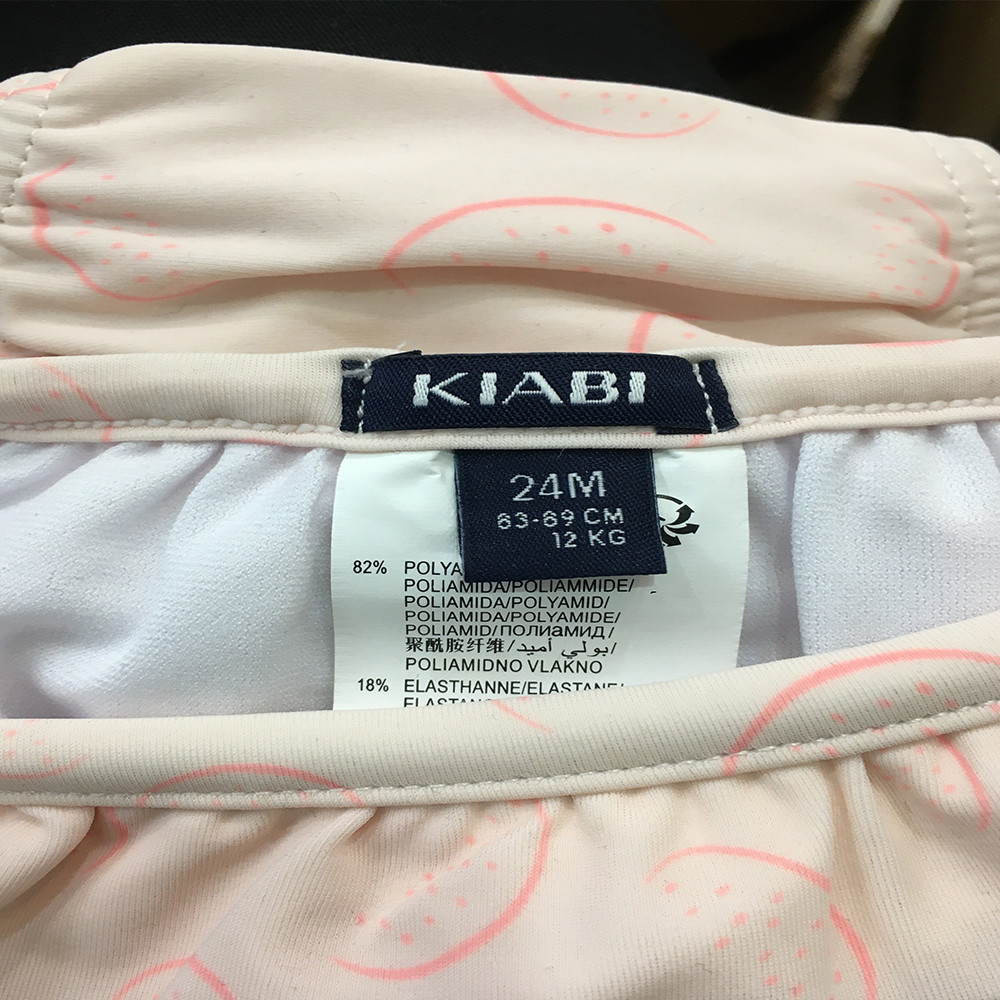 KIABI
24M
83-89 CM
12 KG
82% POLYA
POLIAMIDA/POLIAMMIDE/
POLIAMIDA/POLYAMID/
POLIAMIDA/POLYAMIDE/
POLIAMID/ПОЛИАМИД/
聚酰胺纤维/بولي أميد/
POLIAMIDNO VLAKNO
18% ELASTHANNE/ELASTANE/